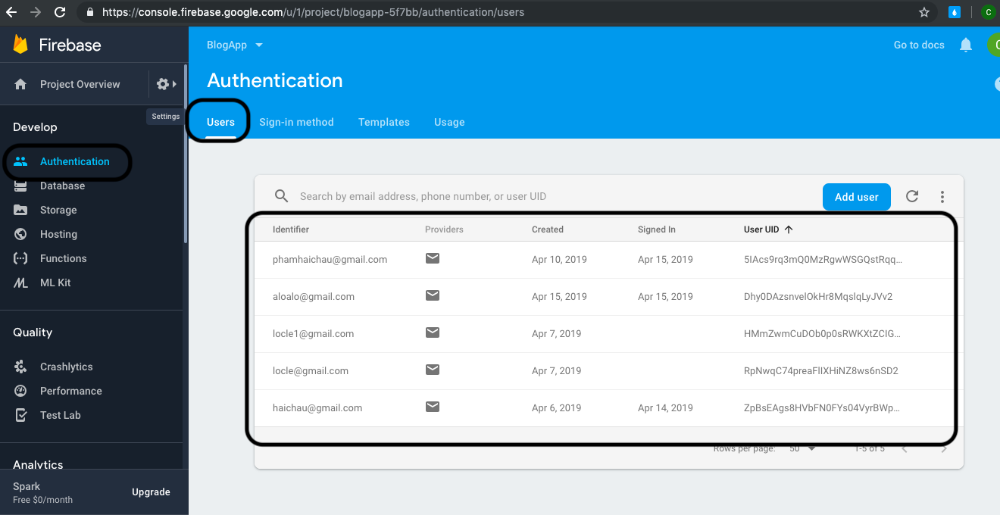 https://console.firebase.google.com/u/1/project/blogapp-5f7bb/authentication/users
C
Firebase
BlogApp
Go to docs
Project Overview
Authentication
Settings
Users Sign-in method Templates Usage
Develop
Authentication
Database
Storage
Hosting
Functions
ML Kit
Quality
Crashlytics
Performance
Test Lab
Analytics
Spark
Free $0/month
Upgrade
Search by email address, phone number, or user UID
Add user
Identifier Providers Created Signed In User UID
phamhaichau@gmail.com Apr 10, 2019 Apr 15, 2019 5IAcs9rq3mQ0MzRgwWSGQstRqq...
aloalo@gmail.com Apr 15, 2019 Apr 15, 2019 Dhy0DAzsnvelOkHr8MqslqLyJVv2
locle1@gmail.com Apr 7, 2019 HMmZwmCuDOb0p0sRWKXtZCIG...
locle@gmail.com Apr 7, 2019 RpNwqC74preaFlIXHiNZ8ws6nSD2
haichau@gmail.com Apr 6, 2019 Apr 14, 2019 ZpBsEAgs8HVbFN0FYs04VyrBWp...
Rows per page: 50 1-5 of 5